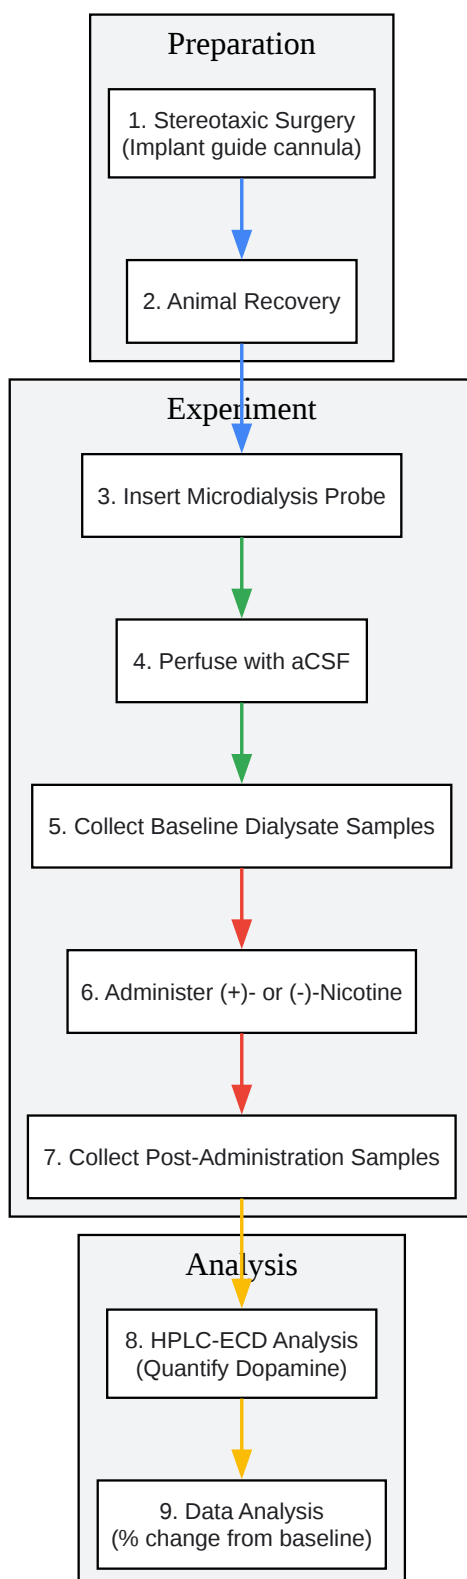 Preparation
1. Stereotaxic Surgery
(Implant guide cannula)
2. Animal Recovery
Experiment
3. Insert Microdialysis Probe
4. Perfuse with aCSF
5. Collect Baseline Dialysate Samples
6. Administer (+)- or (-)-Nicotine
7. Collect Post-Administration Samples
Analysis
8. HPLC-ECD Analysis
(Quantify Dopamine)
9. Data Analysis
(% change from baseline)